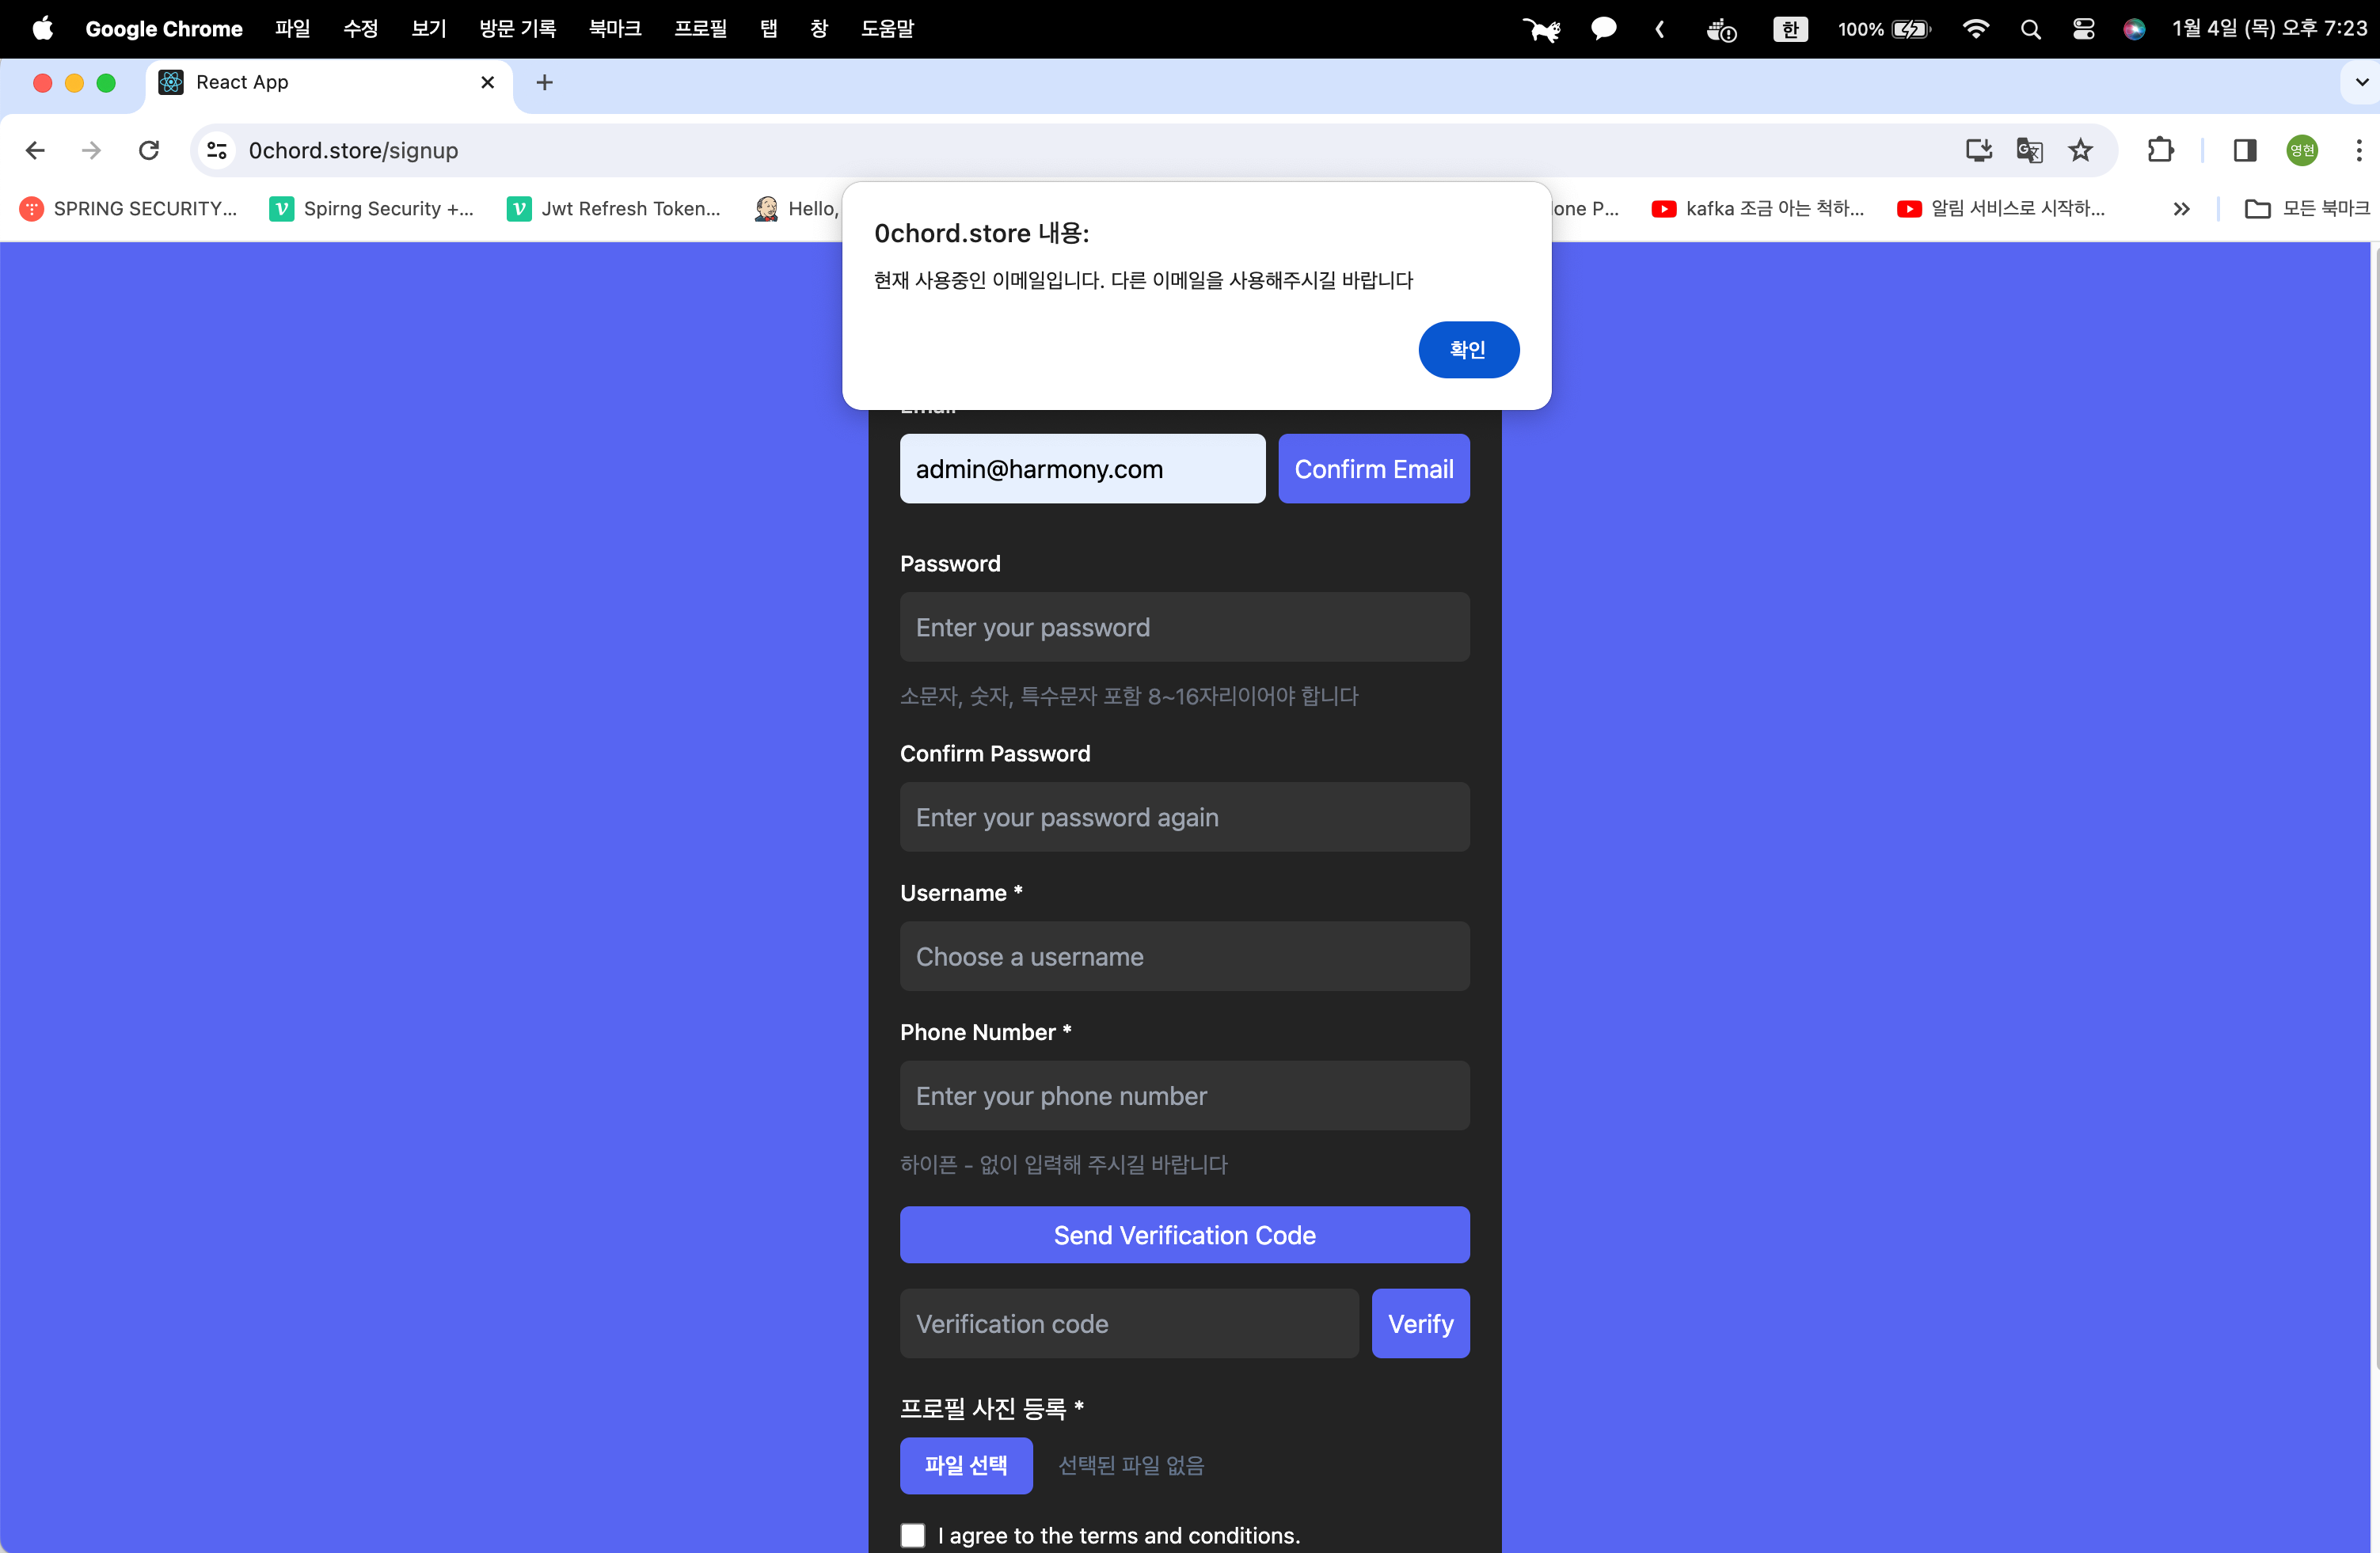 Google Chrome 파일 수정 보기 방문 기록 북마크 프로필 탭 창 도움말 한 100% 1월 4일 (목) 오후 7:23
React App
0chord.store/signup 영현
SPRING SECURITY... Spirng Security +... Jwt Refresh Token... Hello, lone P... kafka 조금 아는 척하... 알림 서비스로 시작하... 모든 북마크
0chord.store 내용:
현재 사용중인 이메일입니다. 다른 이메일을 사용해주시길 바랍니다
확인
Email
admin@harmony.com Confirm Email
Password
Enter your password
소문자, 숫자, 특수문자 포함 8~16자리이어야 합니다
Confirm Password
Enter your password again
Username *
Choose a username
Phone Number *
Enter your phone number
하이픈 - 없이 입력해 주시길 바랍니다
Send Verification Code
Verification code Verify
프로필 사진 등록 *
파일 선택 선택된 파일 없음
I agree to the terms and conditions.